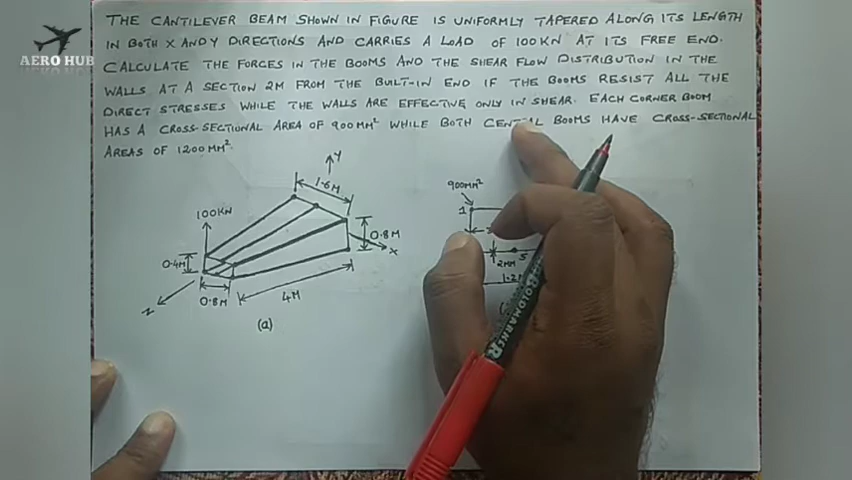 THE CANTILEVER BEAM SHOWN IN FIGURE IS UNIFORMLY TAPERED ALONG ITS LENGTH
IN BOTH X AND Y DIRECTIONS AND CARRIES A LOAD OF 100KN AT ITS FREE END.
AERO HUB
CALCULATE THE FORCES IN THE BOOMS AND THE SHEAR FLOW DISTRIBUTION IN THE
WALLS AT A SECTION 2M FROM THE BUILT-IN END IF THE BOOMS RESIST ALL THE
DIRECT STRESSES WHILE THE WALLS ARE EFFECTIVE ONLY IN SHEAR. EACH CORNER BOOM
HAS A CROSS-SECTIONAL AREA OF 900MM² WHILE BOTH CENTRAL BOOMS HAVE CROSS-SECTIONAL
AREAS OF 1200MM².
Y
1.6M
900MM²
100KN
1
0.8M
X
0.4M
2MM
5
1.2M
Z
0.8M
4M
(a)
GOLDMARKER